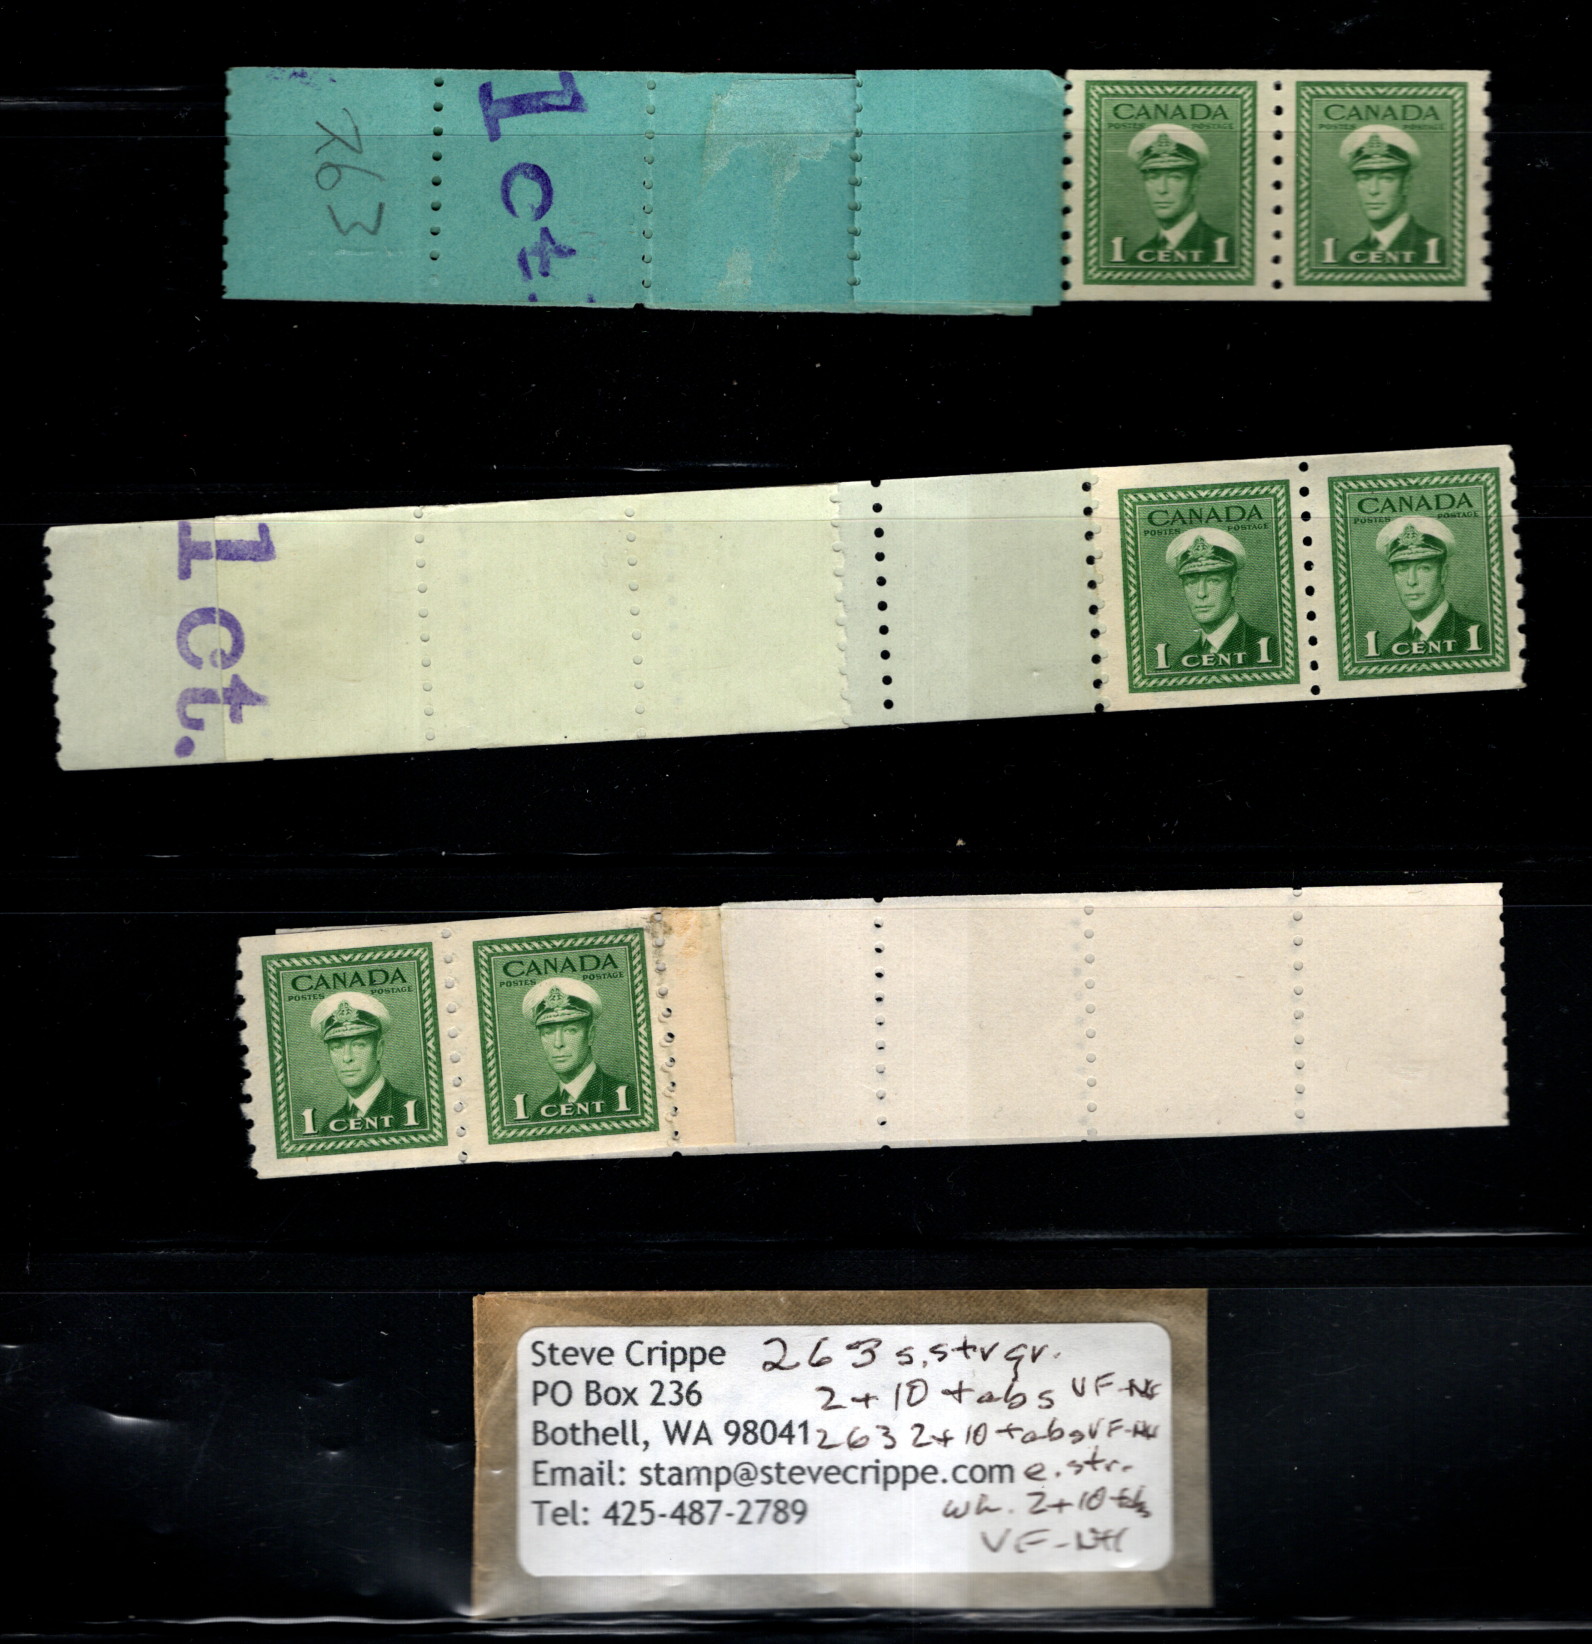 263
1 ct.
CANADA CANADA
POSTES POSTAGE POSTES POSTAGE
1 CENT 1 1 CENT 1
1 ct.
CANADA CANADA
POSTES POSTAGE POSTES POSTAGE
1 CENT 1 1 CENT 1
CANADA CANADA
POSTES POSTAGE POSTES POSTAGE
1 CENT 1 1 CENT 1
Steve Crippe 263 s.str gr.
PO Box 236 2+10 tabs VF-NH
Bothell, WA 98041 263 2+10 tabs VF-NH
Email: stamp@stevecrippe.com e.str.
Tel: 425-487-2789 wh. 2+10 tabs
VF-NH